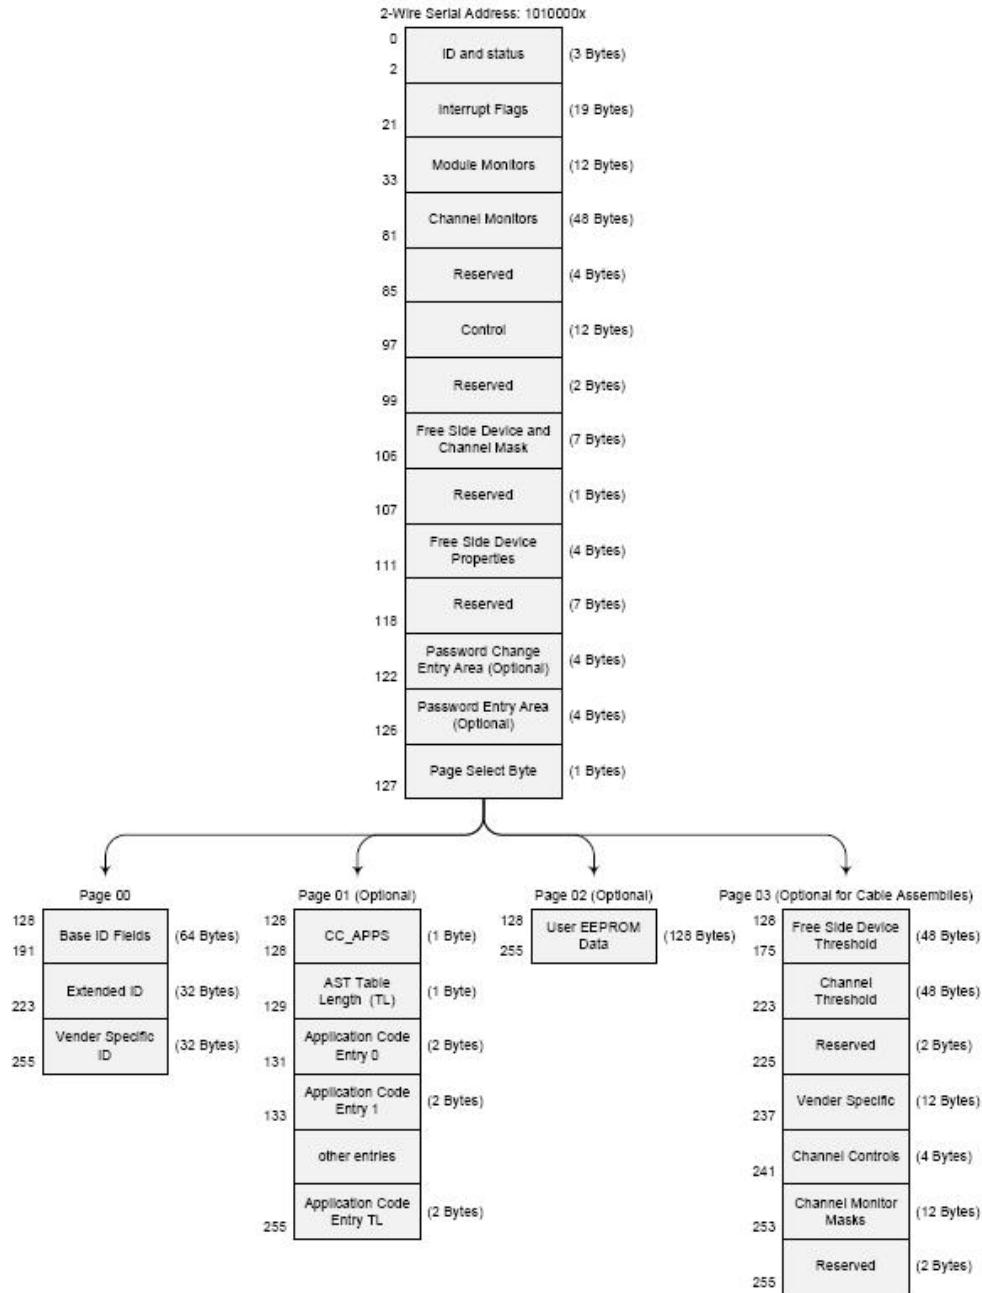 2-Wire Serial Address: 1010000x
0
ID and status
(3 Bytes)
2
Interrupt Flags
(19 Bytes)
21
Module Monitors
(12 Bytes)
33
Channel Monitors
(48 Bytes)
81
Reserved
(4 Bytes)
85
Control
(12 Bytes)
97
Reserved
(2 Bytes)
99
Free Side Device and
Channel Mask
(7 Bytes)
106
Reserved
(1 Bytes)
107
Free Side Device
Properties
(4 Bytes)
111
Reserved
(7 Bytes)
118
Password Change
Entry Area (Optional)
(4 Bytes)
122
Password Entry Area
(Optional)
(4 Bytes)
126
Page Select Byte
(1 Bytes)
127
Page 00
128
Base ID Fields
(64 Bytes)
191
Extended ID
(32 Bytes)
223
Vender Specific
ID
(32 Bytes)
255
Page 01 (Optional)
128
CC_APPS
(1 Byte)
128
AST Table
Length (TL)
(1 Byte)
129
Application Code
Entry 0
(2 Bytes)
131
Application Code
Entry 1
(2 Bytes)
133
other entries
Application Code
Entry TL
(2 Bytes)
255
Page 02 (Optional)
128
User EEPROM
Data
(128 Bytes)
255
Page 03 (Optional for Cable Assemblies)
128
Free Side Device
Threshold
(48 Bytes)
175
Channel
Threshold
(48 Bytes)
223
Reserved
(2 Bytes)
225
Vender Specific
(12 Bytes)
237
Channel Controls
(4 Bytes)
241
Channel Monitor
Masks
(12 Bytes)
253
Reserved
(2 Bytes)
255